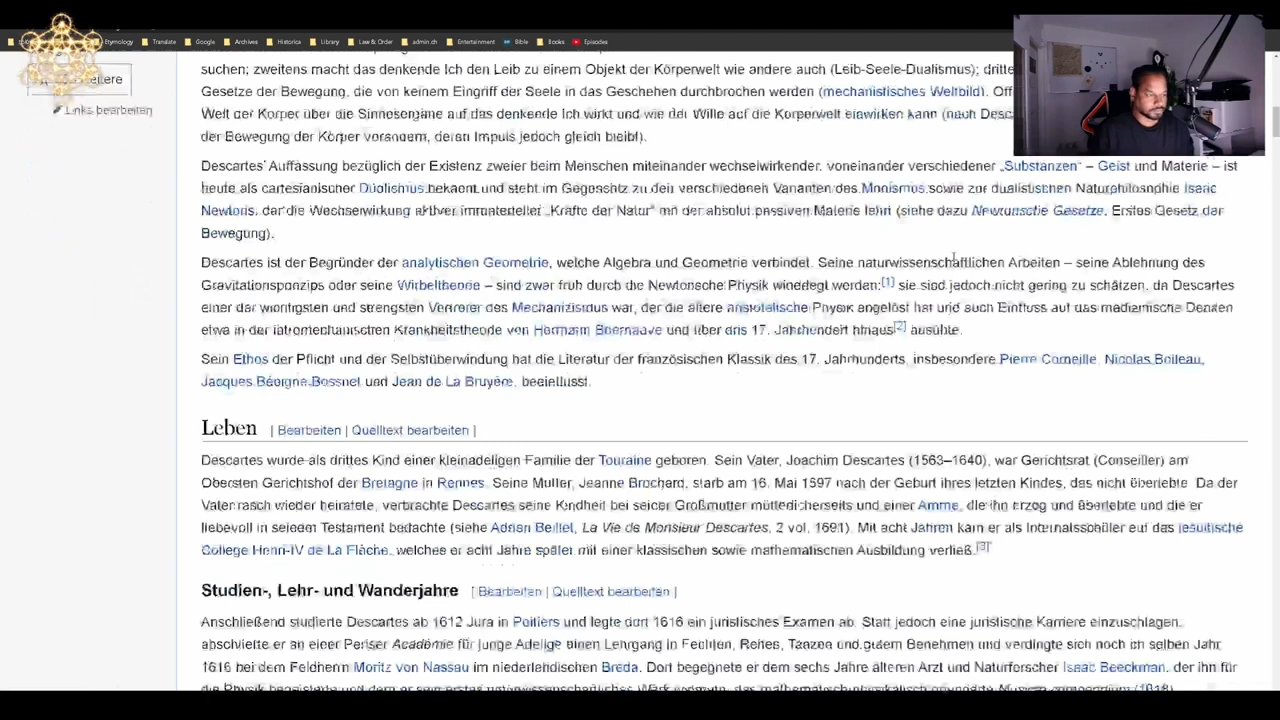 Etymology Translate Google Archives Historica Library Law & Order admin.ch Entertainment Bible Books Episodes
Links bearbeiten
suchen; zweitens macht das denkende Ich den Leib zu einem Objekt der Körperwelt wie andere auch (Leib-Seele-Dualismus);
Gesetze der Bewegung, die von keinem Eingriff der Seele in das Geschehen durchbrochen werden (mechanistisches Weltbild).
Welt der Körper über die Sinnesorgane auf das denkende Ich wirkt und wie der Wille auf die Körperwelt einwirken kann (nach
der Bewegung der Körper verändern, deren Impuls jedoch gleich bleibt).
Descartes' Auffassung bezüglich der Existenz zweier beim Menschen miteinander wechselwirkender, voneinander verschiedener „Substanzen“ – Geist und Materie – ist
heute als cartesianischer Dualismus bekannt und steht im Gegensatz zu den verschiedenen Varianten des Monismus sowie zur dualistischen Naturphilosophie Isaac
Newtons, der die Wechselwirkung aktiver immaterieller „Kräfte der Natur“ mit der absolut passiven Materie lehrt (siehe dazu Newtonsche Gesetze, Erstes Gesetz der
Bewegung).
Descartes ist der Begründer der analytischen Geometrie, welche Algebra und Geometrie verbindet. Seine naturwissenschaftlichen Arbeiten – seine Ablehnung des
Gravitationsprinzips oder seine Wirbeltheorie – sind zwar früh durch die Newtonsche Physik widerlegt worden;[1] sie sind jedoch nicht gering zu schätzen, da Descartes
einer der wichtigsten und strengsten Vertreter des Mechanizismus war, der die ältere aristotelische Physik ablöst hat und auch Einfluss auf das medizinische Denken
etwa in der iatromechanischen Krankheitstheorie von Hermann Boerhaave und über das 17. Jahrhundert hinaus[2] ausübte.
Sein Ethos der Pflicht und der Selbstüberwindung hat die Literatur der französischen Klassik des 17. Jahrhunderts, insbesondere Pierre Corneille, Nicolas Boileau,
Jacques Bénigne Bossuet und Jean de La Bruyère, beeinflusst.
Leben [ Bearbeiten | Quelltext bearbeiten ]
Descartes wurde als drittes Kind einer kleinadeligen Familie der Touraine geboren. Sein Vater, Joachim Descartes (1563–1640), war Gerichtsrat (Conseiller) am
Obersten Gerichtshof der Bretagne in Rennes. Seine Mutter, Jeanne Brochard, starb am 16. Mai 1597 nach der Geburt ihres letzten Kindes, das nicht überlebte. Da der
Vater rasch wieder heiratete, verbrachte Descartes seine Kindheit bei seiner Großmutter mütterlicherseits und einer Amme, die ihn erzog und überlebte und die er
liebevoll in seinem Testament bedachte (siehe Adrien Baillet, La Vie de Monsieur Descartes, 2 vol, 1691). Mit acht Jahren kam er als Internatsschüler auf das jesuitische
Collège Henri-IV de La Flèche, welches er acht Jahre später mit einer klassischen sowie mathematischen Ausbildung verließ.[3]
Studien-, Lehr- und Wanderjahre [ Bearbeiten | Quelltext bearbeiten ]
Anschließend studierte Descartes ab 1612 Jura in Poitiers und legte dort 1616 ein juristisches Examen ab. Statt jedoch eine juristische Karriere einzuschlagen,
absolvierte er an einer Pariser Académie für junge Adelige einen Lehrgang in Fechten, Reiten, Tanzen und gutem Benehmen und verdingte sich noch im selben Jahr
1616 bei dem Feldherrn Moritz von Nassau im niederländischen Breda. Dort begegnete er dem sechs Jahre älteren Arzt und Naturforscher Isaac Beeckman, der ihn für